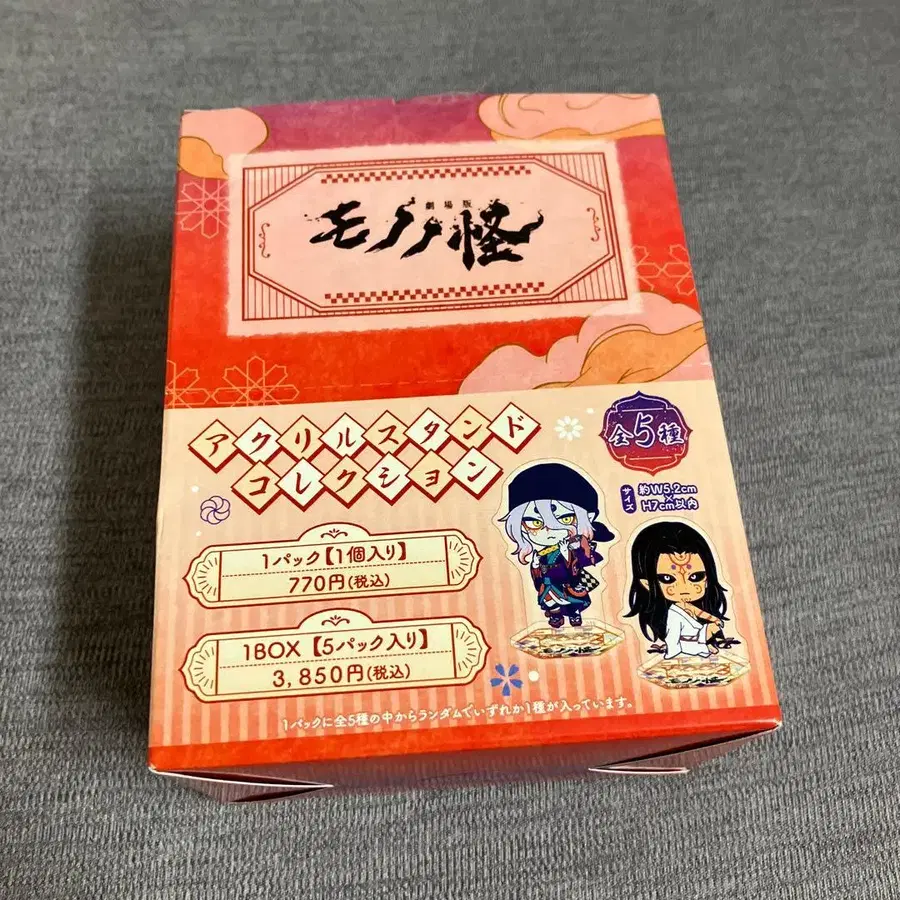 劇場版
モノノ怪
アクリルスタンド
コレクション
全5種
サイズ
約W5.2cm
×
H7cm以内
1パック【1個入り】
770円(税込)
1BOX【5パック入り】
3,850円(税込)
モノノ怪
1パックに全5種の中からランダムでいずれか1種が入っています。